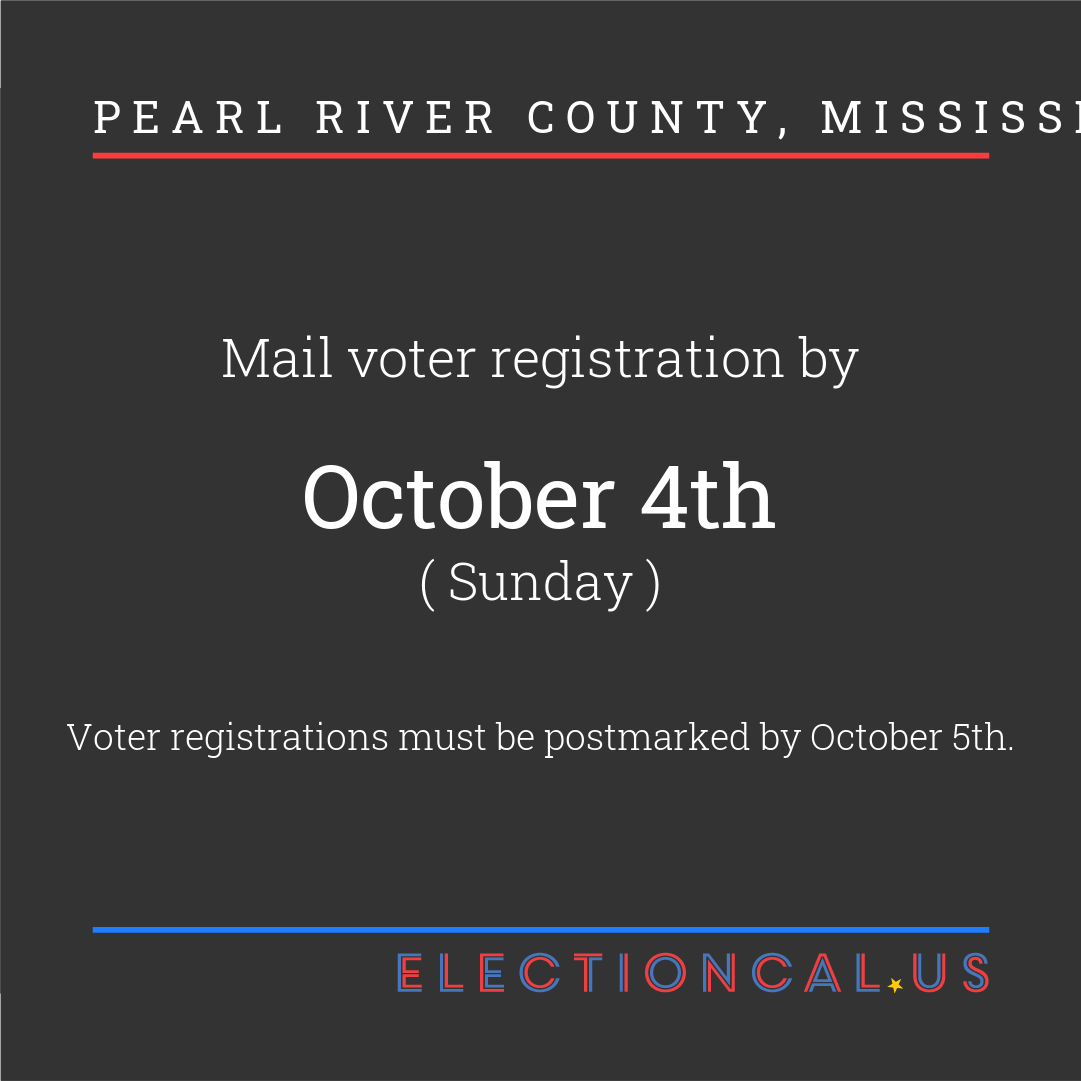 PEARL RIVER COUNTY, MISSISS
Mail voter registration by
October 4th
( Sunday )
Voter registrations must be postmarked by October 5th.
ELECTIONCAL.US